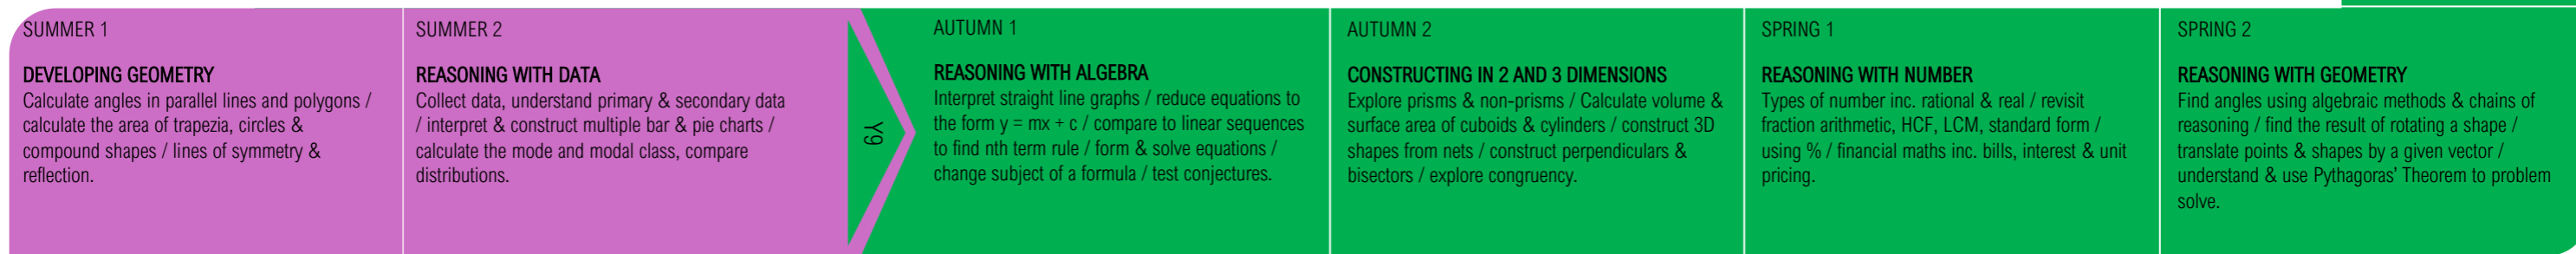 SUMMER 1
DEVELOPING GEOMETRY
Calculate angles in parallel lines and polygons /
calculate the area of trapezia, circles &
compound shapes / lines of symmetry &
reflection.
SUMMER 2
REASONING WITH DATA
Collect data, understand primary & secondary data
/ interpret & construct multiple bar & pie charts /
calculate the mode and modal class, compare
distributions.
Y9
AUTUMN 1
REASONING WITH ALGEBRA
Interpret straight line graphs / reduce equations to
the form y = mx + c / compare to linear sequences
to find nth term rule / form & solve equations /
change subject of a formula / test conjectures.
AUTUMN 2
CONSTRUCTING IN 2 AND 3 DIMENSIONS
Explore prisms & non-prisms / Calculate volume &
surface area of cuboids & cylinders / construct 3D
shapes from nets / construct perpendiculars &
bisectors / explore congruency.
SPRING 1
REASONING WITH NUMBER
Types of number inc. rational & real / revisit
fraction arithmetic, HCF, LCM, standard form /
using % / financial maths inc. bills, interest & unit
pricing.
SPRING 2
REASONING WITH GEOMETRY
Find angles using algebraic methods & chains of
reasoning / find the result of rotating a shape /
translate points & shapes by a given vector /
understand & use Pythagoras' Theorem to problem
solve.